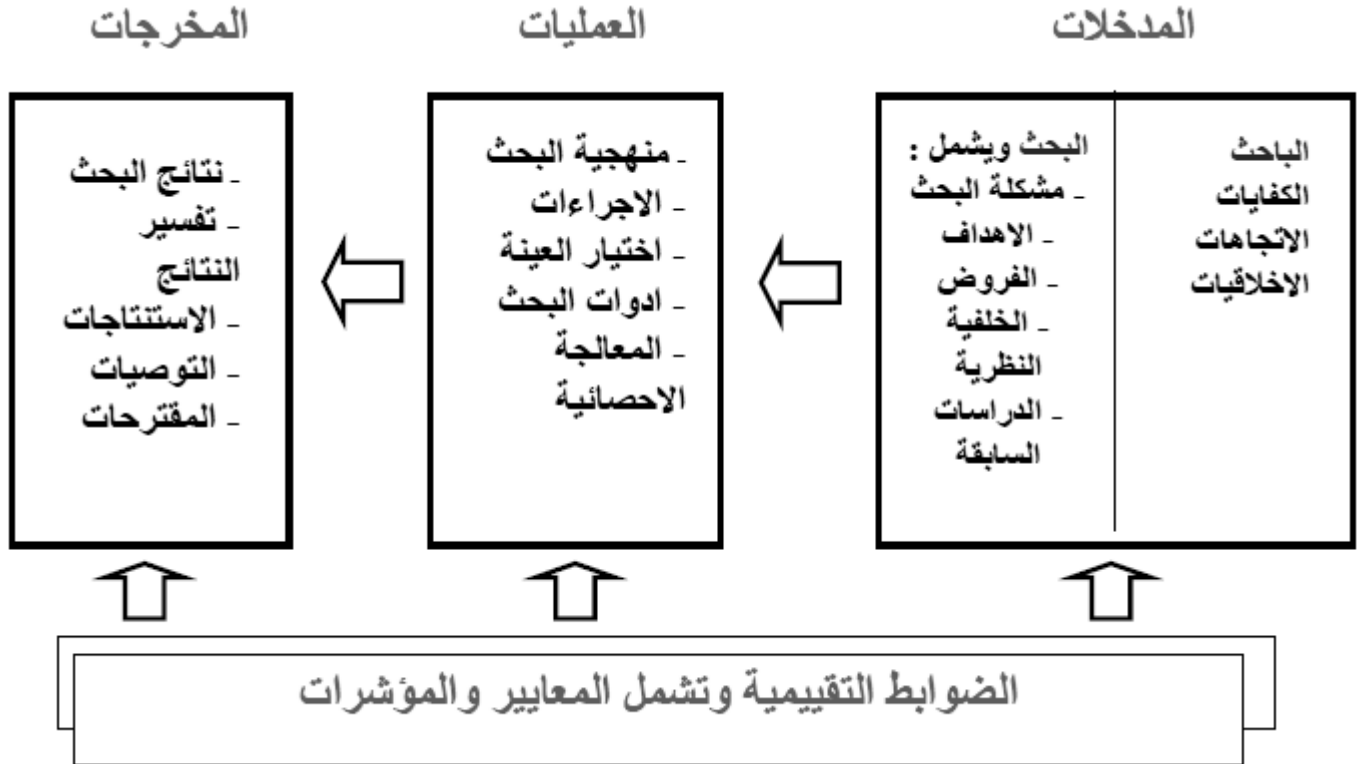 المدخلات
العمليات
المخرجات
الباحث
الكفايات
الاتجاهات
الاخلاقيات
البحث ويشمل :
- مشكلة البحث
- الاهداف
- الفروض
- الخلفية
النظرية
- الدراسات
السابقة
- منهجية البحث
- الاجراءات
- اختيار العينة
- ادوات البحث
- المعالجة
الاحصائية
- نتائج البحث
- تفسير
النتائج
- الاستنتاجات
- التوصيات
- المقترحات
الضوابط التقييمية وتشمل المعايير والمؤشرات